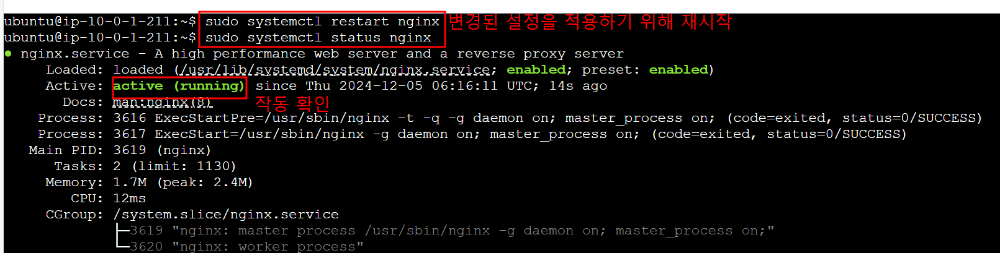 ubuntu@ip-10-0-1-211:~$ sudo systemctl restart nginx 변경된 설정을 적용하기 위해 재시작
ubuntu@ip-10-0-1-211:~$ sudo systemctl status nginx
● nginx.service - A high performance web server and a reverse proxy server
Loaded: loaded (/usr/lib/systemd/system/nginx.service; enabled; preset: enabled)
Active: active (running) since Thu 2024-12-05 06:16:11 UTC; 14s ago
Docs: man:nginx(8) 작동 확인
Process: 3616 ExecStartPre=/usr/sbin/nginx -t -q -g daemon on; master_process on; (code=exited, status=0/SUCCESS)
Process: 3617 ExecStart=/usr/sbin/nginx -g daemon on; master_process on; (code=exited, status=0/SUCCESS)
Main PID: 3619 (nginx)
Tasks: 2 (limit: 1130)
Memory: 1.7M (peak: 2.4M)
CPU: 12ms
CGroup: /system.slice/nginx.service
├─3619 "nginx: master process /usr/sbin/nginx -g daemon on; master_process on;"
└─3620 "nginx: worker process"